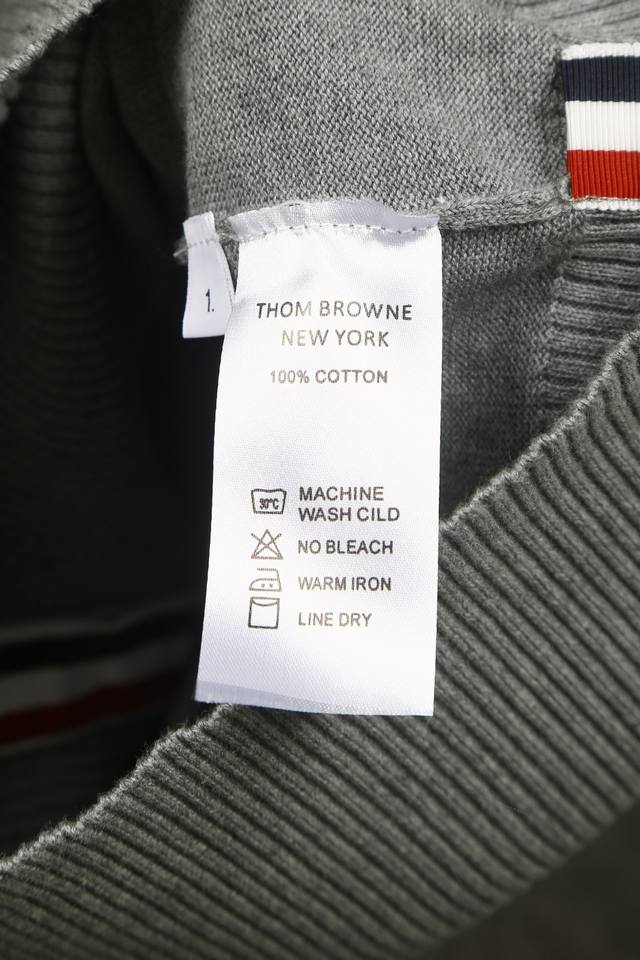 1.
THOM BROWNE
NEW YORK
100% COTTON
30°C
MACHINE
WASH CILD
NO BLEACH
WARM IRON
LINE DRY